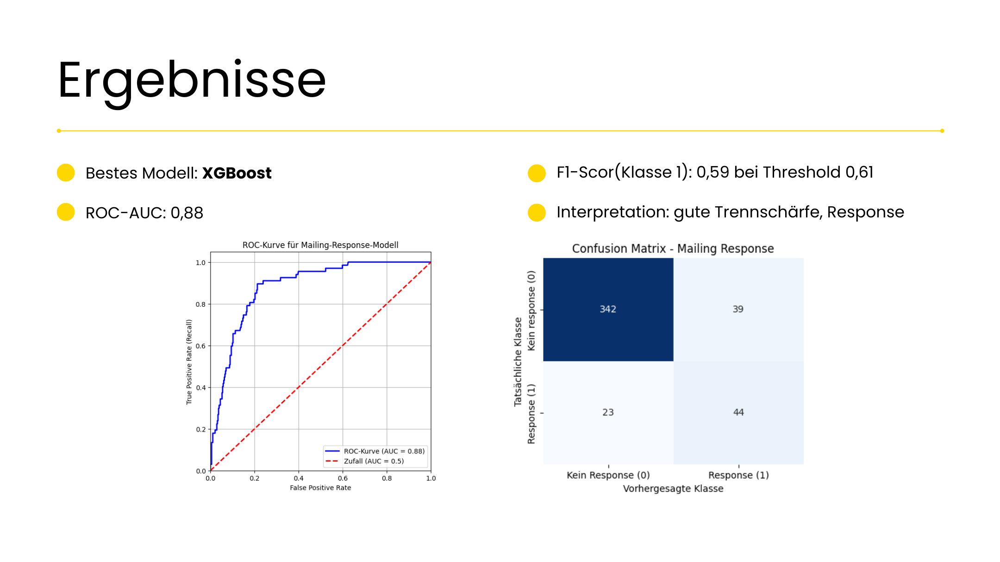 Ergebnisse
Bestes Modell: XGBoost
ROC-AUC: 0,88
F1-Scor(Klasse 1): 0,59 bei Threshold 0,61
Interpretation: gute Trennschärfe, Response
ROC-Kurve für Mailing-Response-Modell
True Positive Rate (Recall)
1.0
0.8
0.6
0.4
0.2
0.0
0.0 0.2 0.4 0.6 0.8 1.0
False Positive Rate
ROC-Kurve (AUC = 0.88)
Zufall (AUC = 0.5)
Confusion Matrix - Mailing Response
Tatsächliche Klasse
Kein response (0)
Response (1)
342 39
23 44
Kein Response (0) Response (1)
Vorhergesagte Klasse